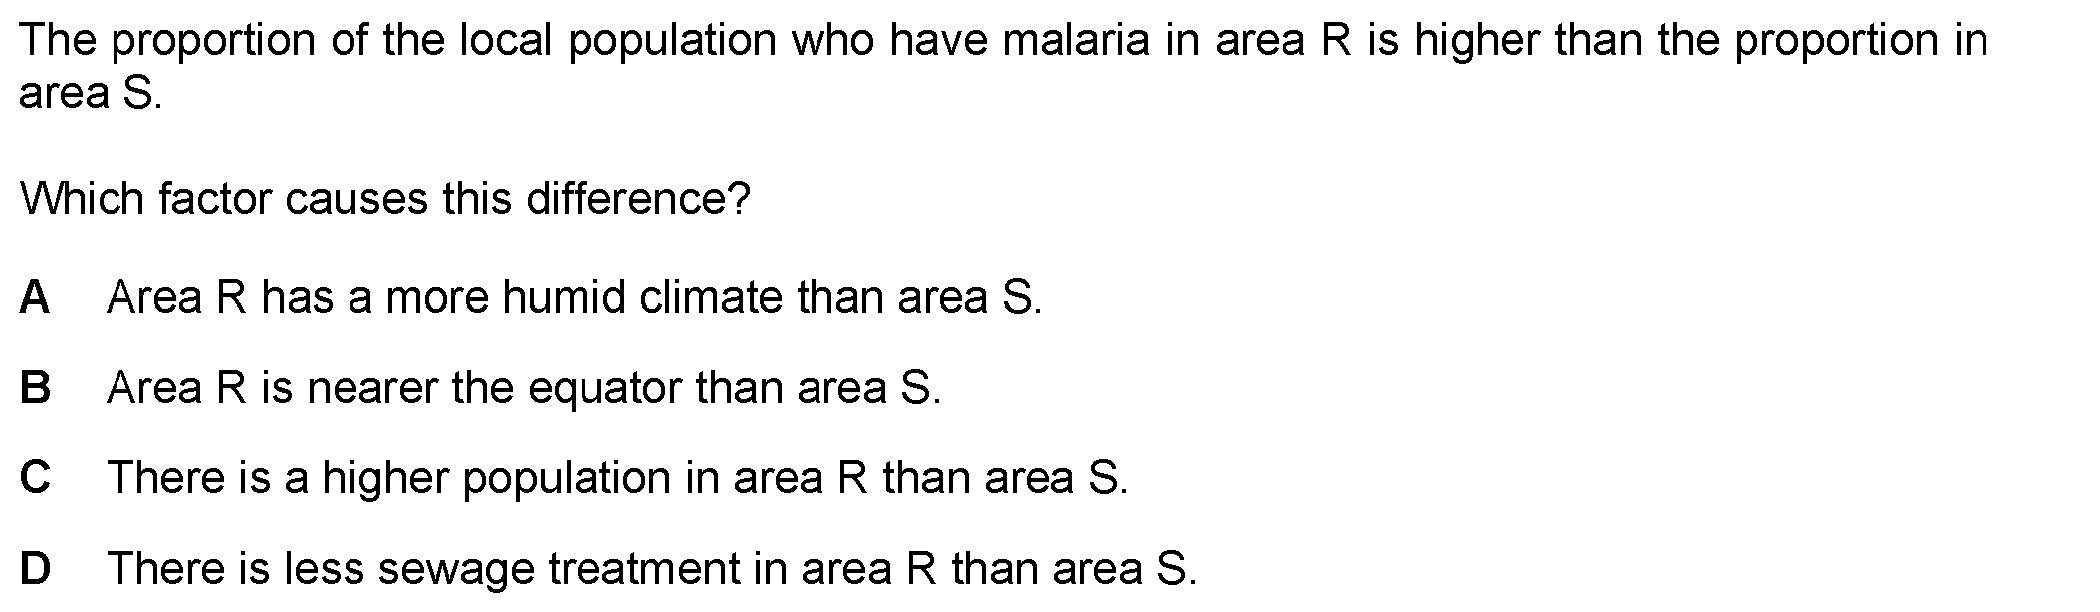 The proportion of the local population who have malaria in area R is higher than the proportion in
area S.
Which factor causes this difference?
A Area R has a more humid climate than area S.
B Area R is nearer the equator than area S.
C There is a higher population in area R than area S.
D There is less sewage treatment in area R than area S.